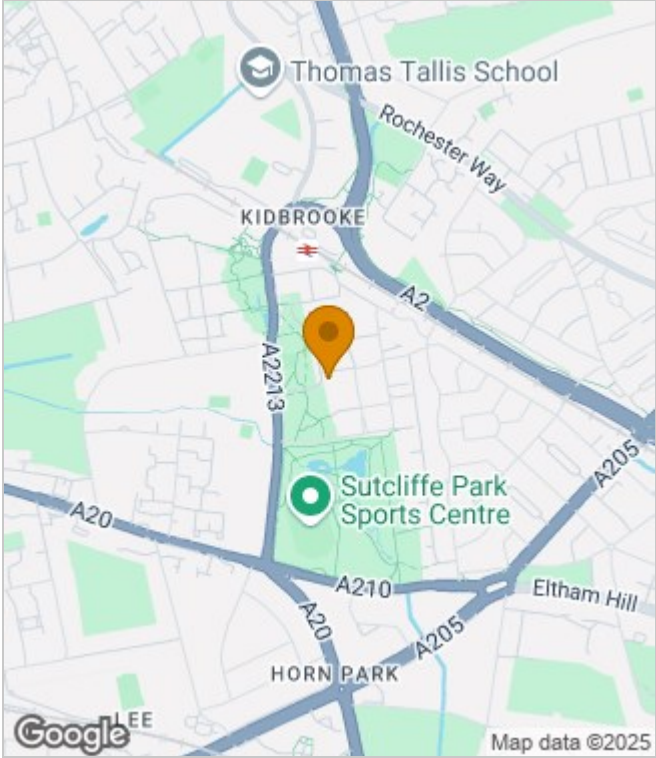 Thomas Tallis School
Rochester Way
KIDBROOKE
A2
A2213
A205
Sutcliffe Park
Sports Centre
A20
A210
Eltham Hill
A20
A205
HORN PARK
LEE
Google
Map data ©2025